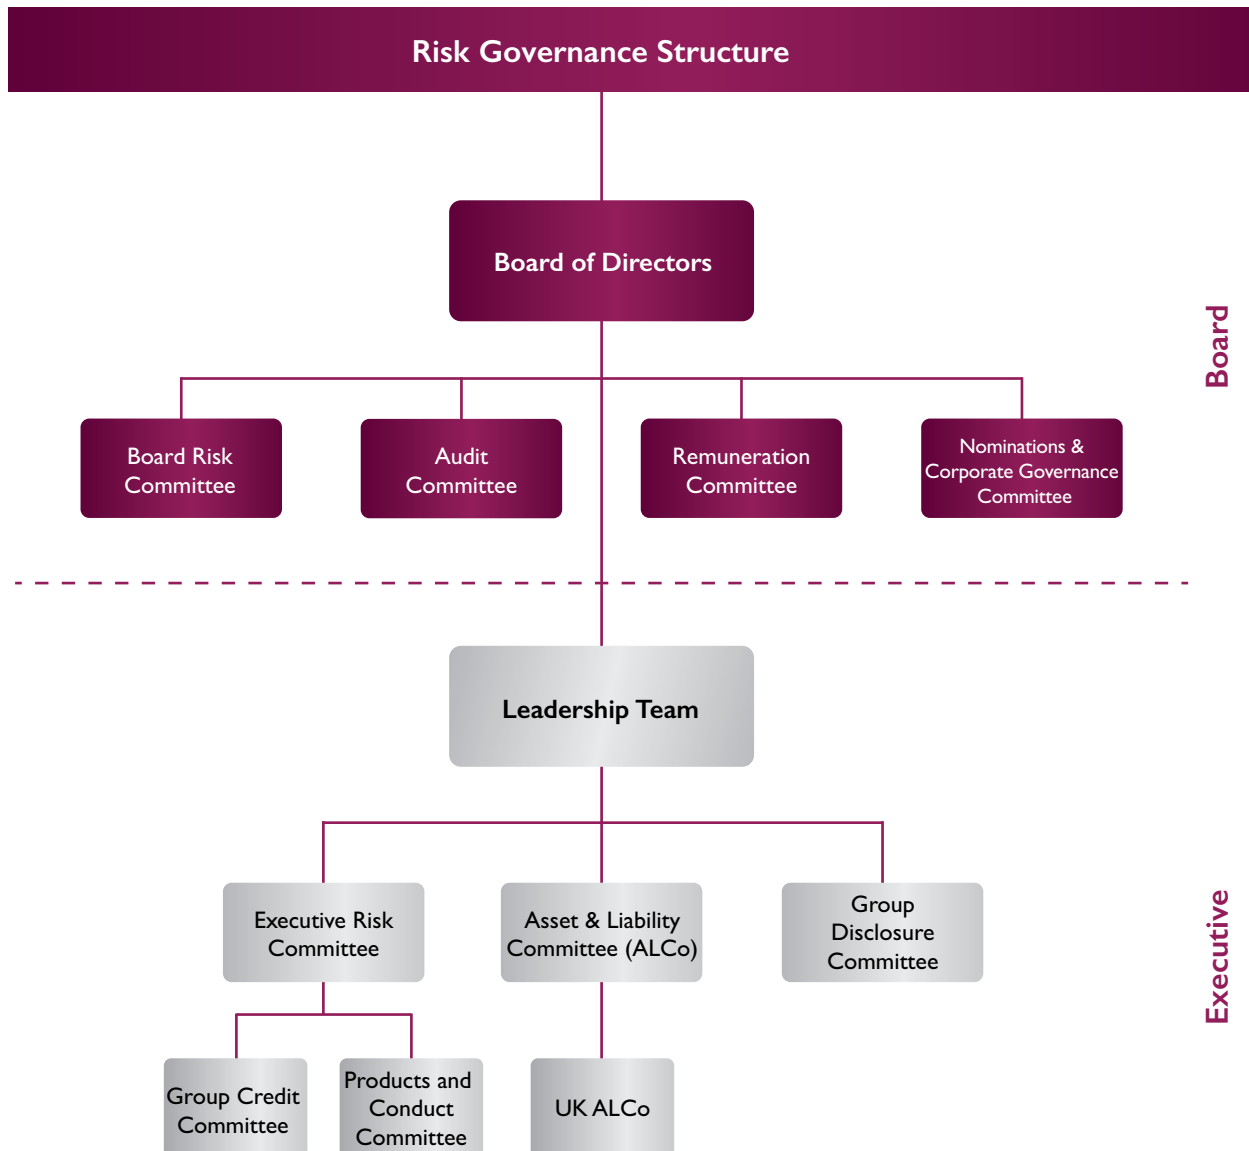 Risk Governance Structure
Board of Directors
Board
Board Risk
Committee
Audit
Committee
Remuneration
Committee
Nominations &
Corporate Governance
Committee
Leadership Team
Executive
Executive Risk
Committee
Asset & Liability
Committee (ALCo)
Group
Disclosure
Committee
Group Credit
Committee
Products and
Conduct
Committee
UK ALCo